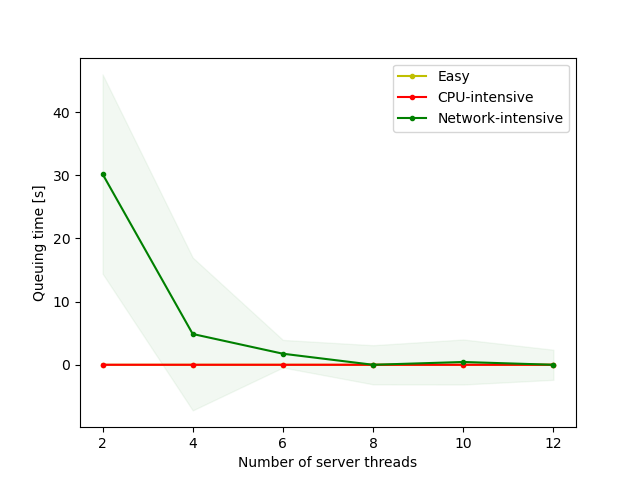 Easy
CPU-intensive
Network-intensive
Queuing time [s]
40
30
20
10
0
2 4 6 8 10 12
Number of server threads